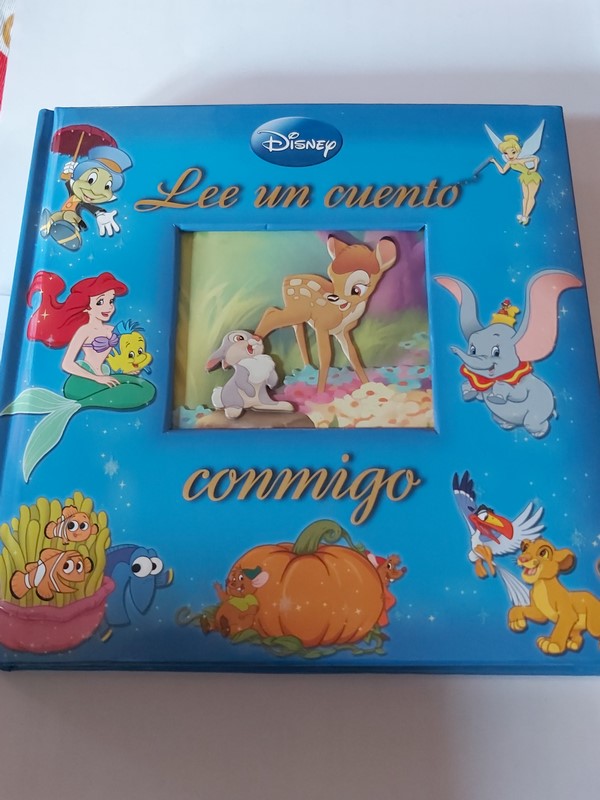 Disney
Lee un cuento
conmigo